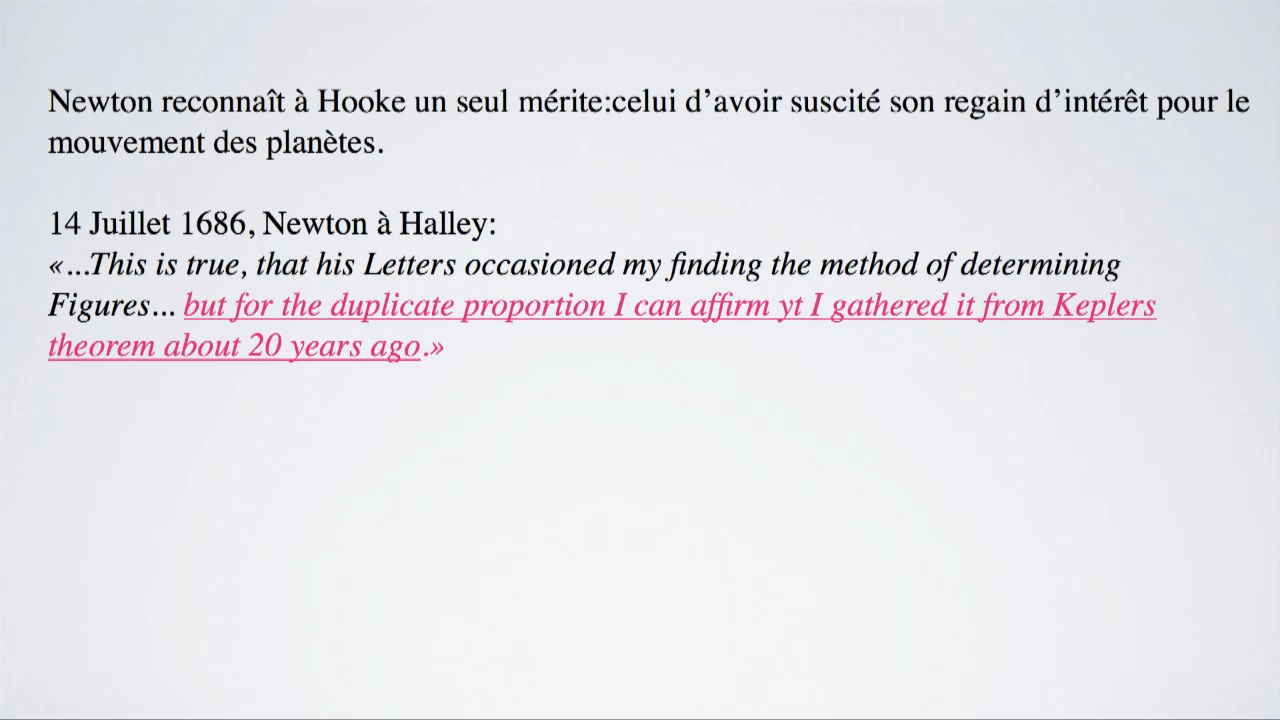 Newton reconnaît à Hooke un seul mérite:celui d’avoir suscité son regain d’intérêt pour le
mouvement des planètes.
14 Juillet 1686, Newton à Halley:
«...This is true, that his Letters occasioned my finding the method of determining
Figures... but for the duplicate proportion I can affirm yt I gathered it from Keplers
theorem about 20 years ago.»